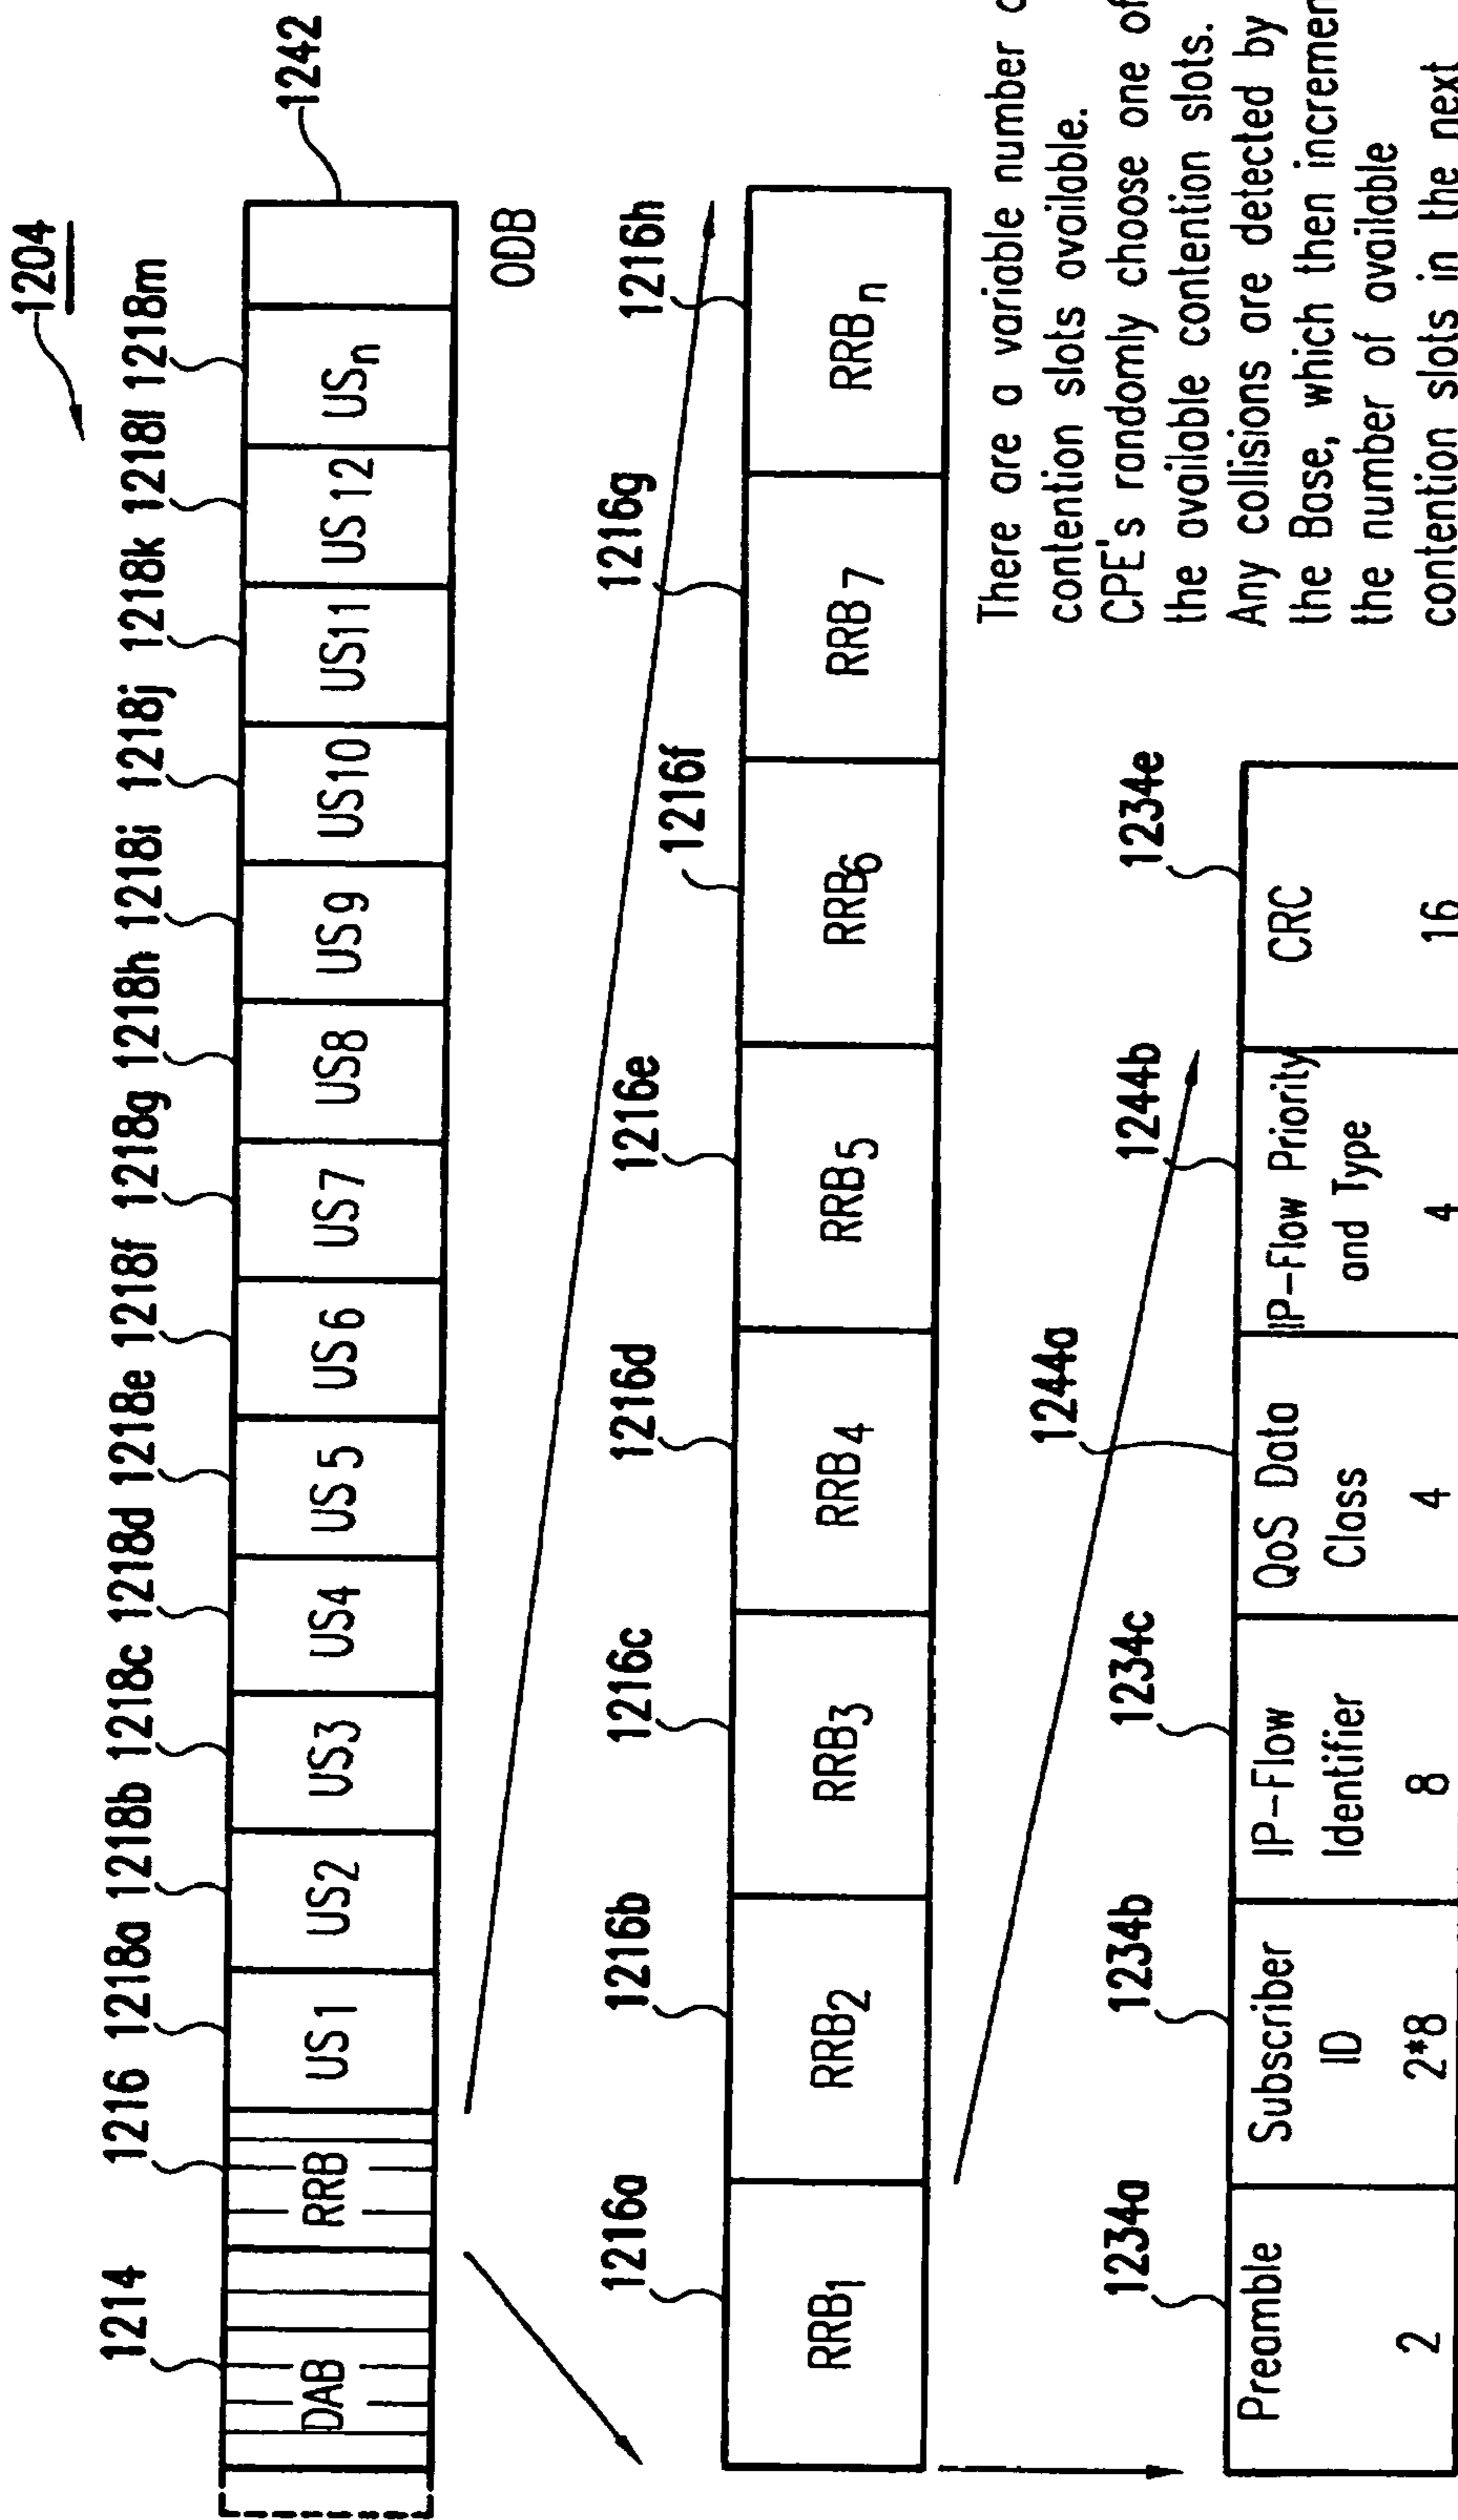 1204
1214 1216 1218a 1218b 1218c 1218d 1218e 1218f 1218g 1218h 1218i 1218j 1218k 1218l 1218m
1242
DAB RRB US1 US2 US3 US4 US5 US6 US7 US8 US9 US10 US11 US12 USn
ODB
1216a 1216b 1216c 1216d 1216e 1216f 1216g 1216h
RRB1 RRB2 RRB3 RRB4 RRB5 RRB6 RRB7 RRBn
There are a variable number
contention slots available.
CPE's randomly choose one of
the available contention slots.
Any collisions are detected by
the Base, which then
the number of available
contention slots in the next
1234a 1234b 1234c 1244a 1244b 1234e
Preamble
2
Subscriber
ID
2*8
IP-Flow
Identifier
8
QoS Data
Class
4
IP-Flow Priority
and Type
4
CRC
16